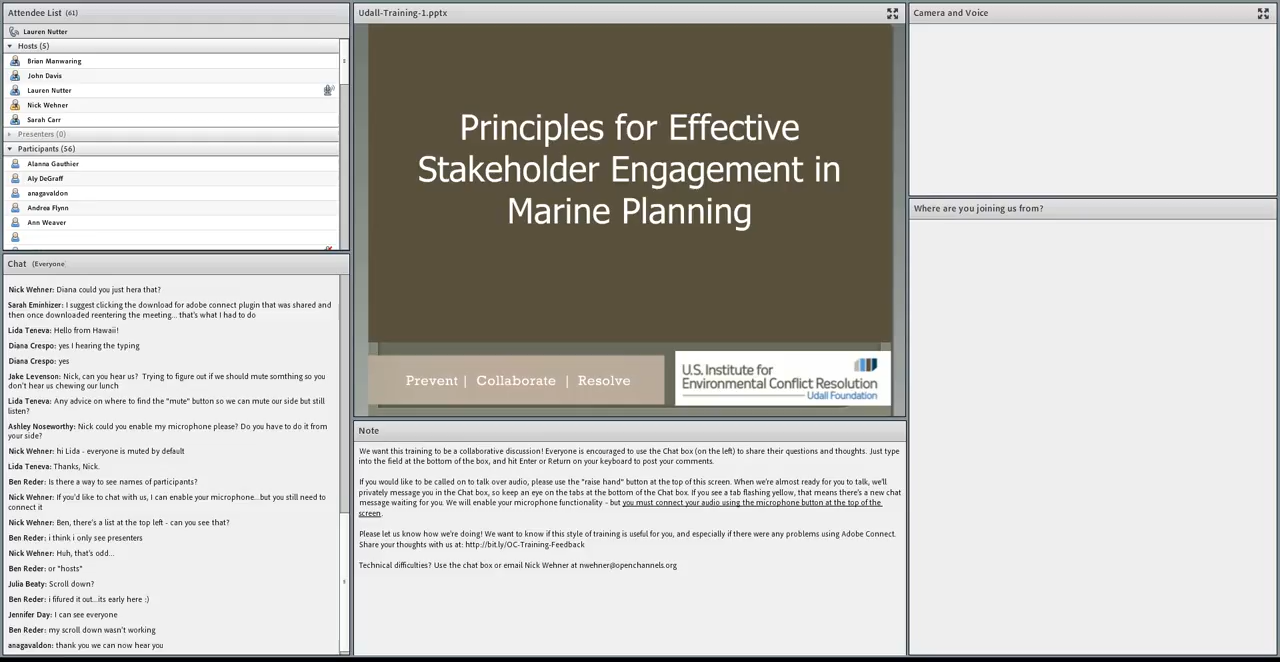 Attendee List (61)
Lauren Nutter
Hosts (5)
Brian Manwaring
John Davis
Lauren Nutter
Nick Wehner
Sarah Carr
Presenters (0)
Participants (56)
Alanna Gauthier
Aly DeGraff
anagavaldon
Andrea Flynn
Ann Weaver
Chat (Everyone
Nick Wehner: Diana could you just hera that?
Sarah Eminhizer: I suggest clicking the download for adobe connect plugin that was shared and
then once downloaded reentering the meeting... that's what I had to do
Lida Teneva: Hello from Hawaii!
Diana Crespo: yes I hearing the typing
Diana Crespo: yes
Jake Levenson: Nick, can you hear us? Trying to figure out if we should mute somthing so you
don't hear us chewing our lunch
Lida Teneva: Any advice on where to find the "mute" button so we can mute our side but still
listen?
Ashley Noseworthy: Nick could you enable my microphone please? Do you have to do it from
your side?
Nick Wehner: hi Lida - everyone is muted by default
Lida Teneva: Thanks, Nick.
Ben Reder: Is there a way to see names of participants?
Nick Wehner: If you'd like to chat with us, I can enable your microphone...but you still need to
connect it
Nick Wehner: Ben, there's a list at the top left - can you see that?
Ben Reder: i think i only see presenters
Nick Wehner: Huh, that's odd...
Ben Reder: or "hosts"
Julia Beaty: Scroll down?
Ben Reder: i fifured it out...its early here :)
Jennifer Day: I can see everyone
Ben Reder: my scroll down wasn't working
anagavaldon: thank you we can now hear you
Udall-Training-1.pptx
Principles for Effective
Stakeholder Engagement in
Marine Planning
Prevent | Collaborate | Resolve
U.S. Institute for
Environmental Conflict Resolution
Udall Foundation
Note
We want this training to be a collaborative discussion! Everyone is encouraged to use the Chat box (on the left) to share their questions and thoughts. Just type
into the field at the bottom of the box, and hit Enter or Return on your keyboard to post your comments.
If you would like to be called on to talk over audio, please use the "raise hand" button at the top of this screen. When we're almost ready for you to talk, we'll
privately message you in the Chat box, so keep an eye on the tabs at the bottom of the Chat box. If you see a tab flashing yellow, that means there's a new chat
message waiting for you. We will enable your microphone functionality - but you must connect your audio using the microphone button at the top of the
screen.
Please let us know how we're doing! We want to know if this style of training is useful for you, and especially if there were any problems using Adobe Connect.
Share your thoughts with us at: http://bit.ly/OC-Training-Feedback
Technical difficulties? Use the chat box or email Nick Wehner at nwehner@openchannels.org
Camera and Voice
Where are you joining us from?